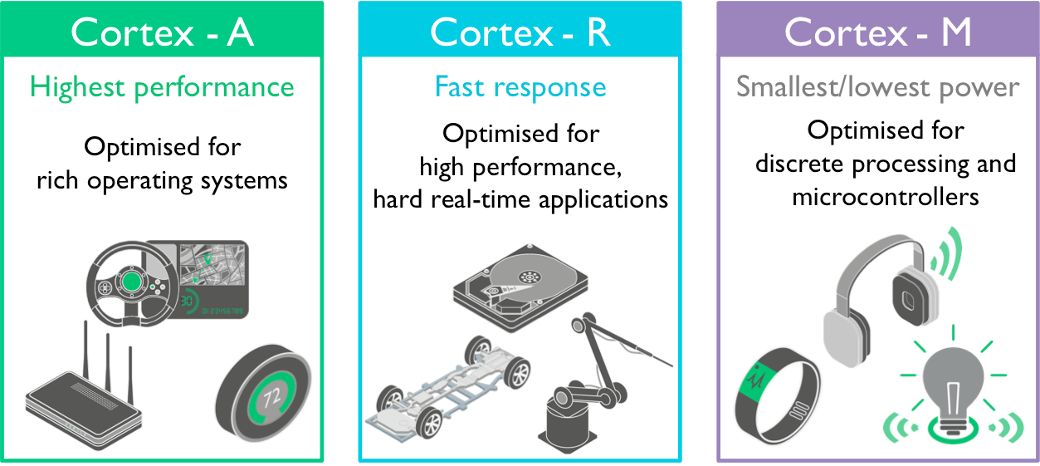 Cortex - A
Highest performance
Optimised for
rich operating systems
72
Cortex - R
Fast response
Optimised for
high performance,
hard real-time applications
Cortex - M
Smallest/lowest power
Optimised for
discrete processing and
microcontrollers